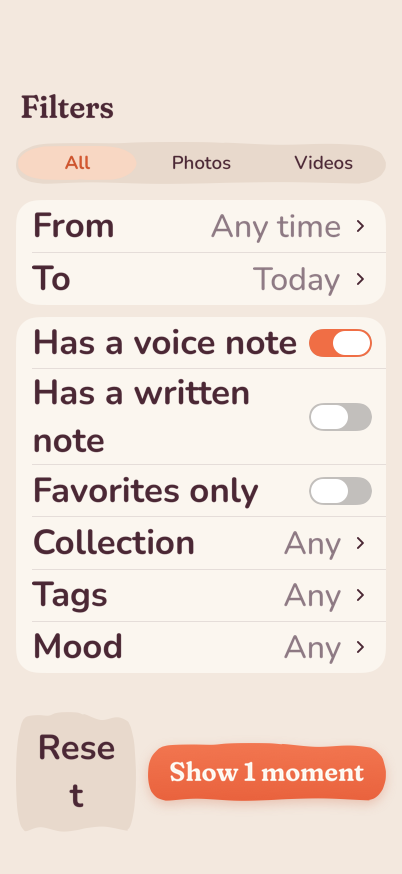 Filters
All Photos Videos
From Any time
To Today
Has a voice note
Has a written
note
Favorites only
Collection Any
Tags Any
Mood Any
Rese
t
Show 1 moment